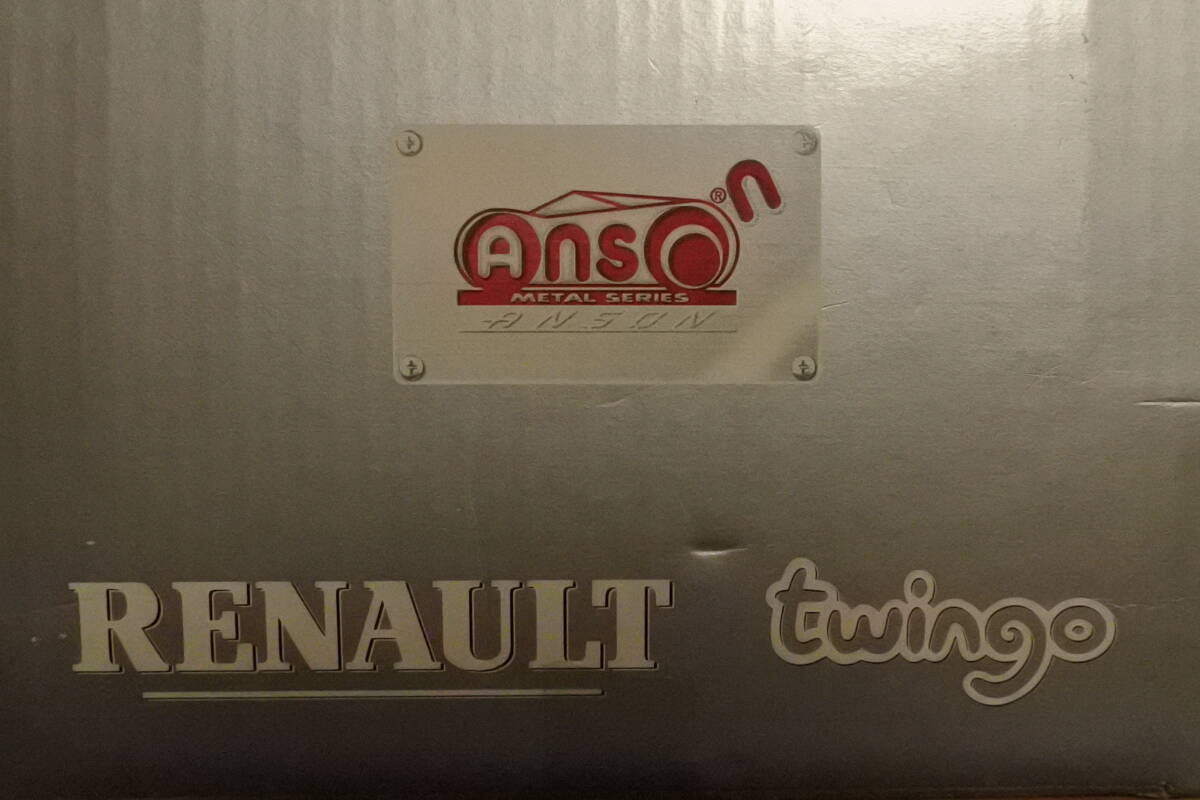 Anson®
METAL SERIES
ANSON
RENAULT twingo